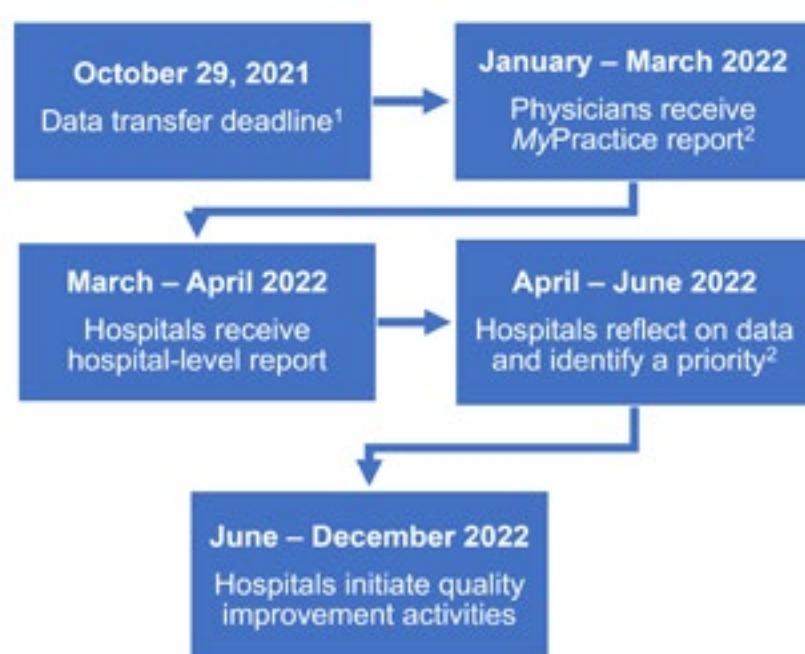 October 29, 2021
Data transfer deadline¹
January – March 2022
Physicians receive
MyPractice report²
March – April 2022
Hospitals receive
hospital-level report
April – June 2022
Hospitals reflect on data
and identify a priority²
June – December 2022
Hospitals initiate quality
improvement activities